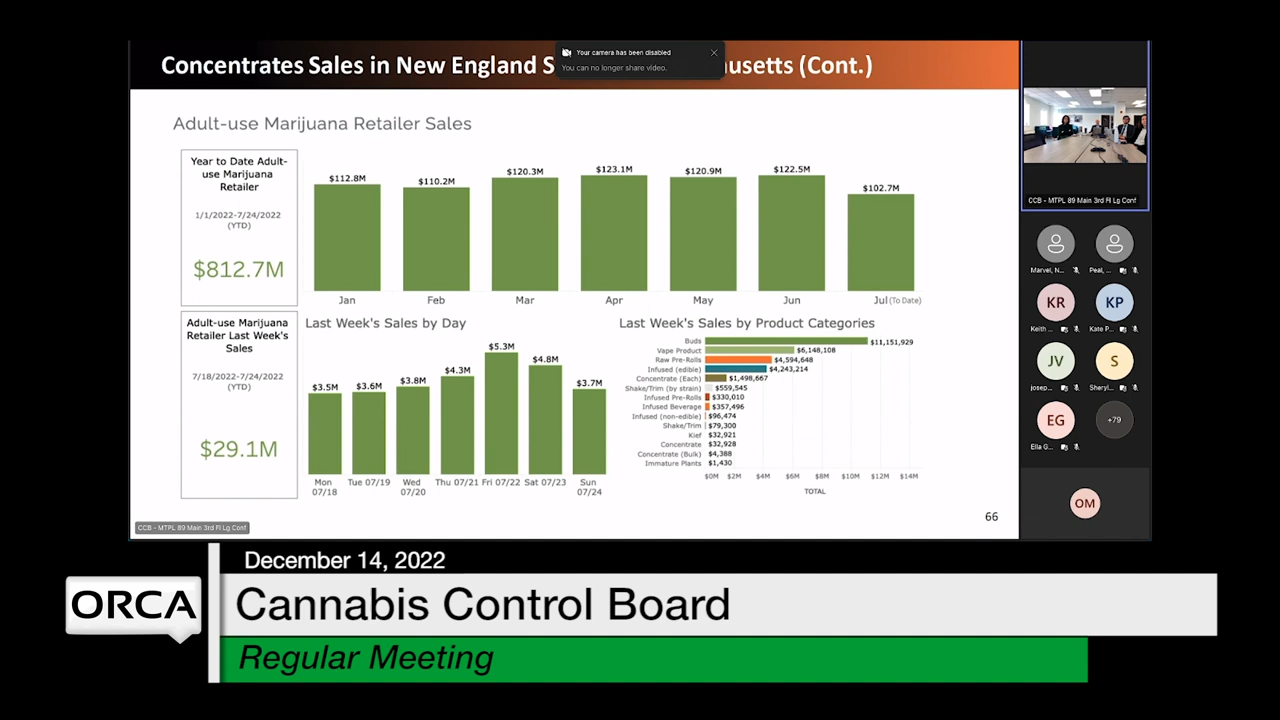 Concentrates Sales in New England S
usetts (Cont.)
Your camera has been disabled
You can no longer share video.
Adult-use Marijuana Retailer Sales
Year to Date Adult-
use Marijuana
Retailer
1/1/2022-7/24/2022
(YTD)
$812.7M
$112.8M
$110.2M
$120.3M
$123.1M
$120.9M
$122.5M
$102.7M
Jan
Feb
Mar
Apr
May
Jun
Jul (To Date)
Adult-use Marijuana
Retailer Last Week's
Sales
7/18/2022-7/24/2022
(YTD)
$29.1M
Last Week's Sales by Day
$3.5M
$3.6M
$3.8M
$4.3M
$5.3M
$4.8M
$3.7M
Mon
07/18
Tue 07/19
Wed
07/20
Thu 07/21
Fri 07/22
Sat 07/23
Sun
07/24
Last Week's Sales by Product Categories
Buds $11,151,929
Vape Product $6,148,108
Raw Pre-Rolls $4,594,648
Infused (edible) $4,243,214
Concentrate (Each) $1,498,667
Shake/Trim (by strain) $559,545
Infused Pre-Rolls $330,010
Infused Beverage $357,496
Infused (non-edible) $96,474
Shake/Trim $79,300
Kief $32,921
Concentrate $32,928
Concentrate (Bulk) $4,388
Immature Plants $1,430
$0M $2M $4M $6M $8M $10M $12M $14M
TOTAL
66
CCB - MTPL 89 Main 3rd Fl Lg Conf
CCB - MTPL 89 Main 3rd Fl Lg Conf
Marvel, N...
Peal, ...
KR
KP
Keith ...
Kate P...
JV
S
josep...
Sheryl...
EG
+79
Ella G...
OM
December 14, 2022
ORCA
Cannabis Control Board
Regular Meeting